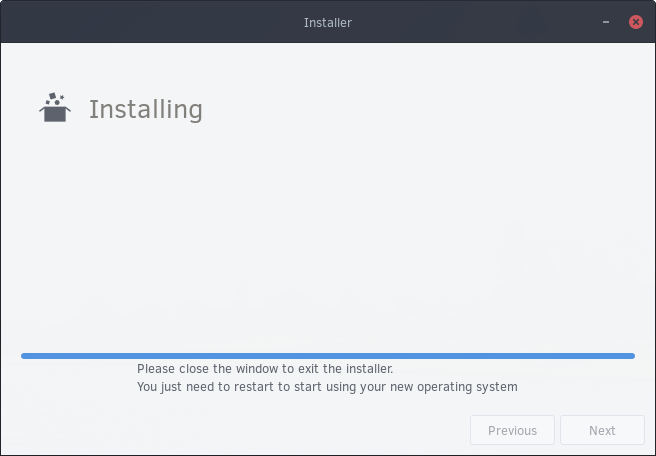 Installer
Installing
Please close the window to exit the installer.
You just need to restart to start using your new operating system
Previous
Next